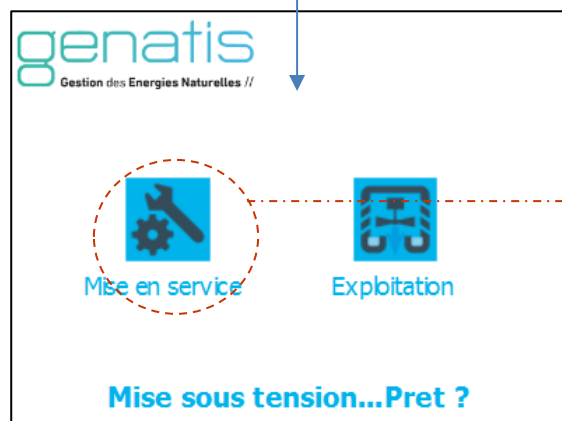 genatis
Gestion des Energies Naturelles //
Mise en service
Exploitation
Mise sous tension...Pret ?